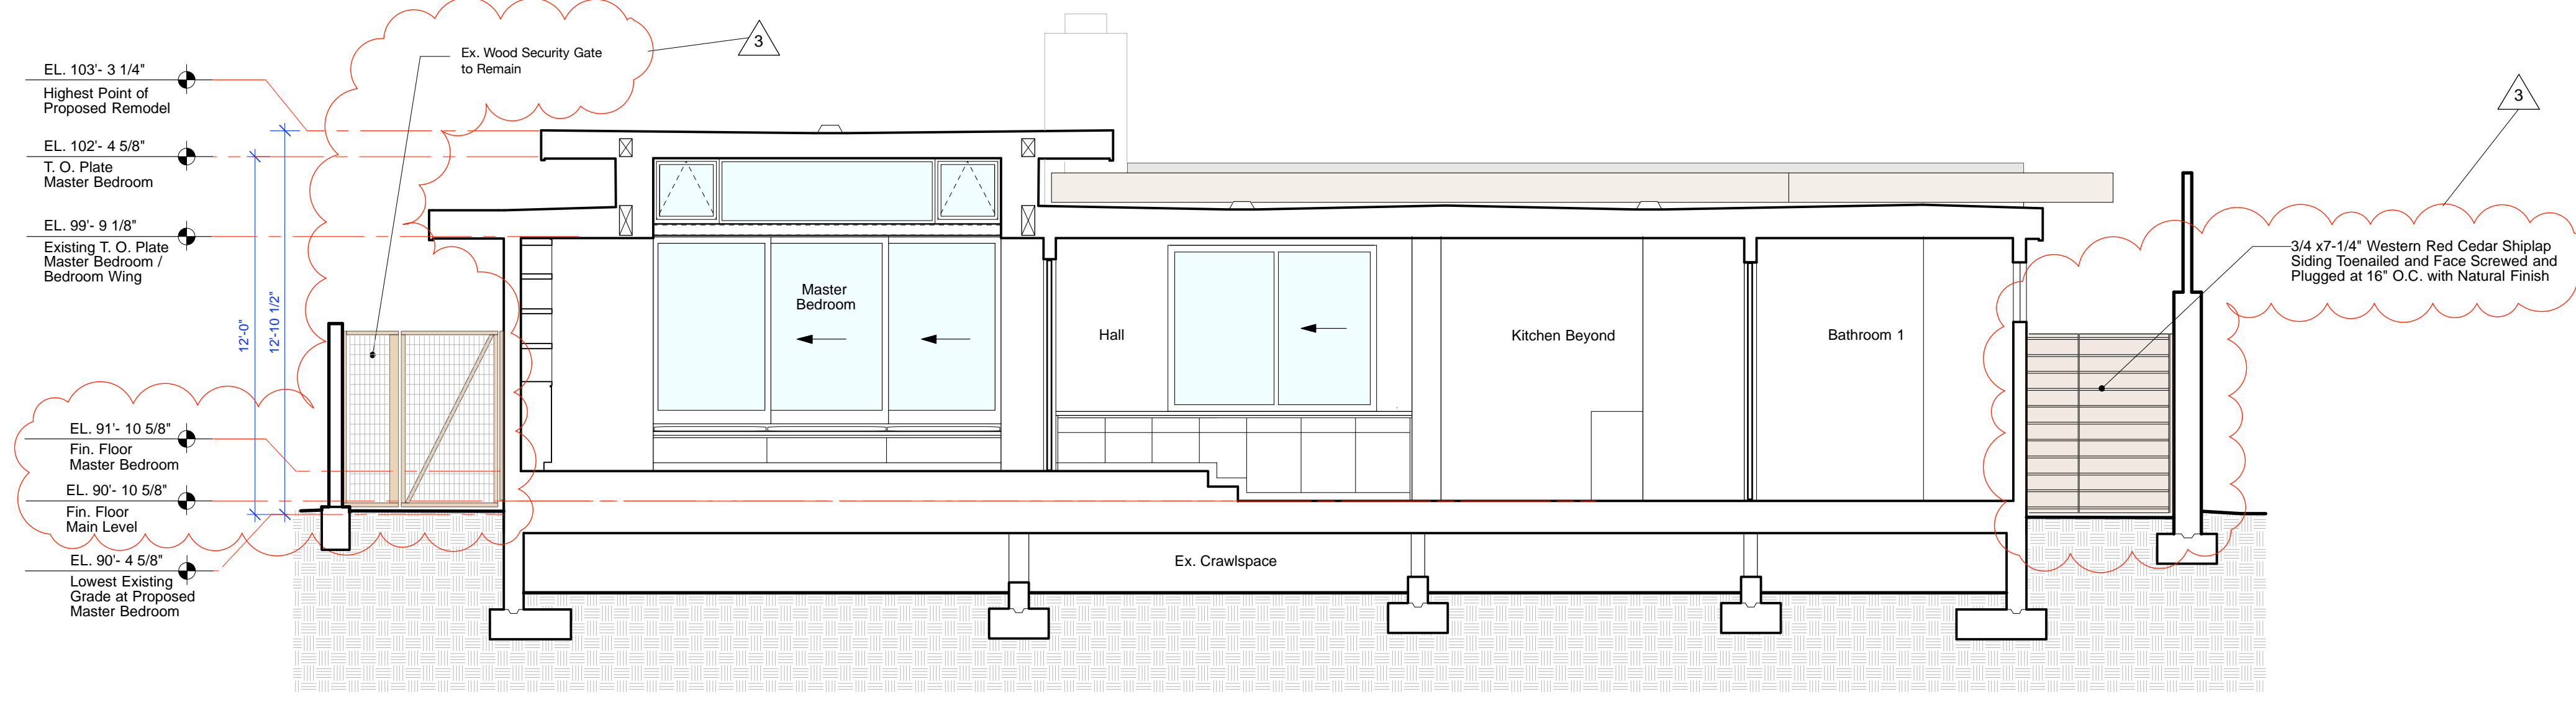 EL. 103'- 3 1/4"
Highest Point of
Proposed Remodel
EL. 102'- 4 5/8"
T. O. Plate
Master Bedroom
EL. 99'- 9 1/8"
Existing T. O. Plate
Master Bedroom /
Bedroom Wing
12'-0"
12'-10 1/2"
EL. 91'- 10 5/8"
Fin. Floor
Master Bedroom
EL. 90'- 10 5/8"
Fin. Floor
Main Level
EL. 90'- 4 5/8"
Lowest Existing
Grade at Proposed
Master Bedroom
Ex. Wood Security Gate
to Remain
3
Master
Bedroom
Hall
Kitchen Beyond
Bathroom 1
Ex. Crawlspace
3
3/4 x7-1/4" Western Red Cedar Shiplap
Siding Toenailed and Face Screwed and
Plugged at 16" O.C. with Natural Finish